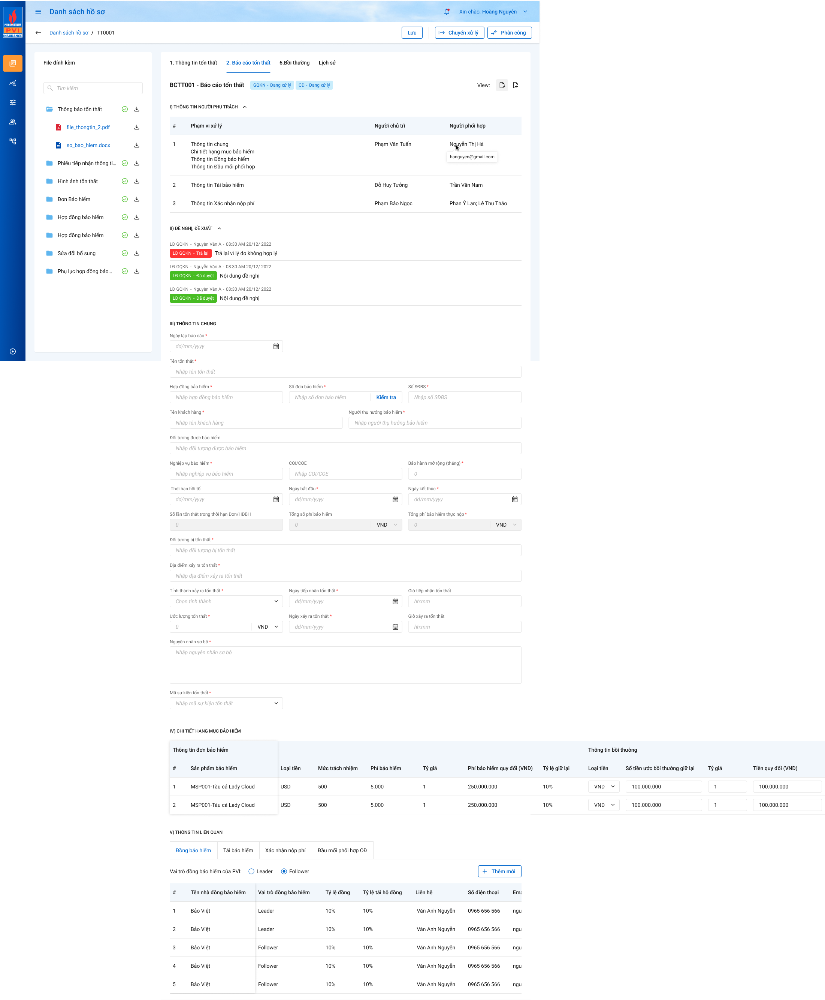 PETROVIETNAM
PVI
INSURANCE
Danh sách hồ sơ
Xin chào, Hoàng Nguyễn
Danh sách hồ sơ / TT0001
Lưu
Chuyển xử lý
Phân công
File đính kèm
Tìm kiếm
Thông báo tổn thất
file_thongtin_2.pdf
so_bao_hiem.docx
Phiếu tiếp nhận thông ti...
Hình ảnh tổn thất
Đơn Bảo hiểm
Hợp đồng bảo hiểm
Hợp đồng bảo hiểm
Sửa đổi bổ sung
Phụ lục hợp đồng bảo...
1. Thông tin tổn thất 2. Báo cáo tổn thất 6.Bồi thường Lịch sử
BCTT001 - Báo cáo tổn thất GQKN - Đang xử lý CĐ - Đang xử lý View:
I) THÔNG TIN NGƯỜI PHỤ TRÁCH
# Phạm vi xử lý Người chủ trì Người phối hợp
1 Thông tin chung Phạm Văn Tuấn Nguyễn Thị Hà
Chi tiết hạng mục bảo hiểm
hanguyen@gmail.com
Thông tin Đồng bảo hiểm
Thông tin Đầu mối phối hợp
2 Thông tin Tái bảo hiểm Đỗ Huy Tưởng Trần Văn Nam
3 Thông tin Xác nhận nộp phí Phạm Bảo Ngọc Phan Ý Lan; Lê Thu Thảo
II) ĐỀ NGHỊ, ĐỀ XUẤT
LĐ GQKN - Nguyễn Văn A - 08:30 AM 20/12/ 2022
LĐ GQKN - Trả lại Trả lại vì lý do không hợp lý
LĐ GQKN - Nguyễn Văn A - 08:30 AM 20/12/ 2022
LĐ GQKN - Đã duyệt Nội dung đề nghị
LĐ GQKN - Nguyễn Văn A - 08:30 AM 20/12/ 2022
LĐ GQKN - Đã duyệt Nội dung đề nghị
III) THÔNG TIN CHUNG
Ngày lập báo cáo *
dd/mm/yyyy
Tên tổn thất *
Nhập tên tổn thất
Hợp đồng bảo hiểm * Số đơn bảo hiểm * Số SĐBS *
Nhập hợp đồng bảo hiểm Nhập số đơn bảo hiểm Kiểm tra Nhập số SĐBS
Tên khách hàng * Người thụ hưởng bảo hiểm *
Nhập tên khách hàng Nhập người thụ hưởng bảo hiểm
Đối tượng được bảo hiểm
Nhập đối tượng được bảo hiểm
Nghiệp vụ bảo hiểm * COI/COE Bảo hành mở rộng (tháng) *
Nhập nghiệp vụ bảo hiểm Nhập COI/COE 0
Thời hạn hồi tố Ngày bắt đầu * Ngày kết thúc *
dd/mm/yyyy dd/mm/yyyy dd/mm/yyyy
Số lần tổn thất trong thời hạn Đơn/HĐBH Tổng số phí bảo hiểm Tổng phí bảo hiểm thực nộp *
0 0 VND 0 VND
Đối tượng bị tổn thất *
Nhập đối tượng bị tổn thất
Địa điểm xảy ra tổn thất *
Nhập địa điểm xảy ra tổn thất
Tỉnh thành xảy ra tổn thất * Ngày tiếp nhận tổn thất * Giờ tiếp nhận tổn thất
Chọn tỉnh thành dd/mm/yyyy hh:mm
Ước lượng tổn thất * Ngày xảy ra tổn thất * Giờ xảy ra tổn thất
0 VND dd/mm/yyyy hh:mm
Nguyên nhân sơ bộ *
Nhập nguyên nhân sơ bộ
Mã sự kiện tổn thất *
Nhập mã sự kiện tổn thất
IV) CHI TIẾT HẠNG MỤC BẢO HIỂM
Thông tin đơn bảo hiểm Thông tin bồi thường
# Sản phẩm bảo hiểm Loại tiền Mức trách nhiệm Phí bảo hiểm Tỷ giá Phí bảo hiểm quy đổi (VND) Tỷ lệ giữ lại Loại tiền Số tiền ước bồi thường giữ lại Tỷ giá Tiền quy đổi (VND)
1 MSP001-Tàu cá Lady Cloud USD 500 5.000 1 250.000.000 10% VND 100.000.000 1 100.000.000
2 MSP001-Tàu cá Lady Cloud USD 500 5.000 1 250.000.000 10% VND 100.000.000 1 100.000.000
V) THÔNG TIN LIÊN QUAN
Đồng bảo hiểm Tái bảo hiểm Xác nhận nộp phí Đầu mối phối hợp CĐ
Vai trò đồng bảo hiểm của PVI: Leader Follower Thêm mới
# Tên nhà đồng bảo hiểm Vai trò đồng bảo hiểm Tỷ lệ đồng Tỷ lệ tái hộ đồng Liên hệ Số điện thoại Ema
1 Bảo Việt Leader 10% 10% Văn Anh Nguyễn 0965 656 566 ngu
2 Bảo Việt Leader 10% 10% Văn Anh Nguyễn 0965 656 566 ngu
3 Bảo Việt Follower 10% 10% Văn Anh Nguyễn 0965 656 566 ngu
4 Bảo Việt Follower 10% 10% Văn Anh Nguyễn 0965 656 566 ngu
5 Bảo Việt Follower 10% 10% Văn Anh Nguyễn 0965 656 566 ngu